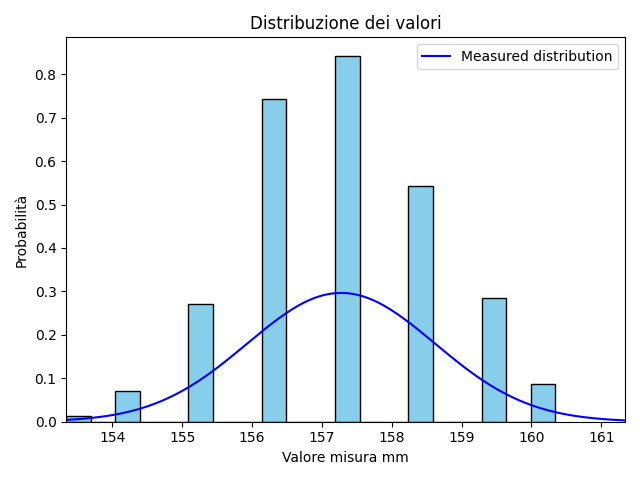 Distribuzione dei valori
Measured distribution
Probabilità
0.8
0.7
0.6
0.5
0.4
0.3
0.2
0.1
0.0
154 155 156 157 158 159 160 161
Valore misura mm